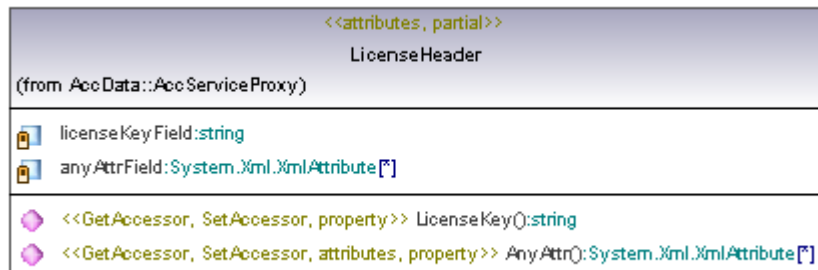 <<attributes, partial>>
LicenseHeader
(from AccData::AccServiceProxy)
licenseKeyField:string
anyAttrField:System.Xml.XmlAttribute[*]
<<GetAccessor, SetAccessor, property>> LicenseKey():string
<<GetAccessor, SetAccessor, attributes, property>> AnyAttr():System.Xml.XmlAttribute[*]